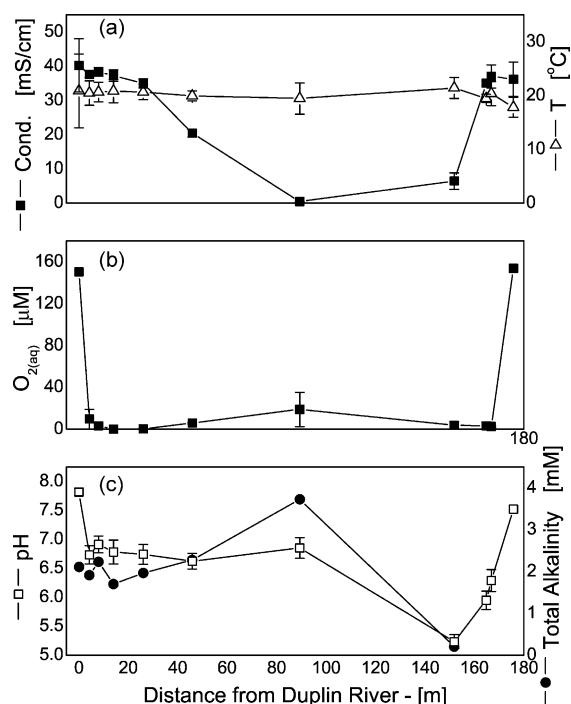 (a)
50
40
30
20
10
0
Cond. [mS/cm]
30
20
10
0
T [°C]
(b)
160
120
80
40
0
O2(aq) [µM]
180
(c)
8.0
7.5
7.0
6.5
6.0
5.5
5.0
pH
4
3
2
1
0
Total Alkalinity [mM]
0 20 40 60 80 100 120 140 160 180
Distance from Duplin River - [m]